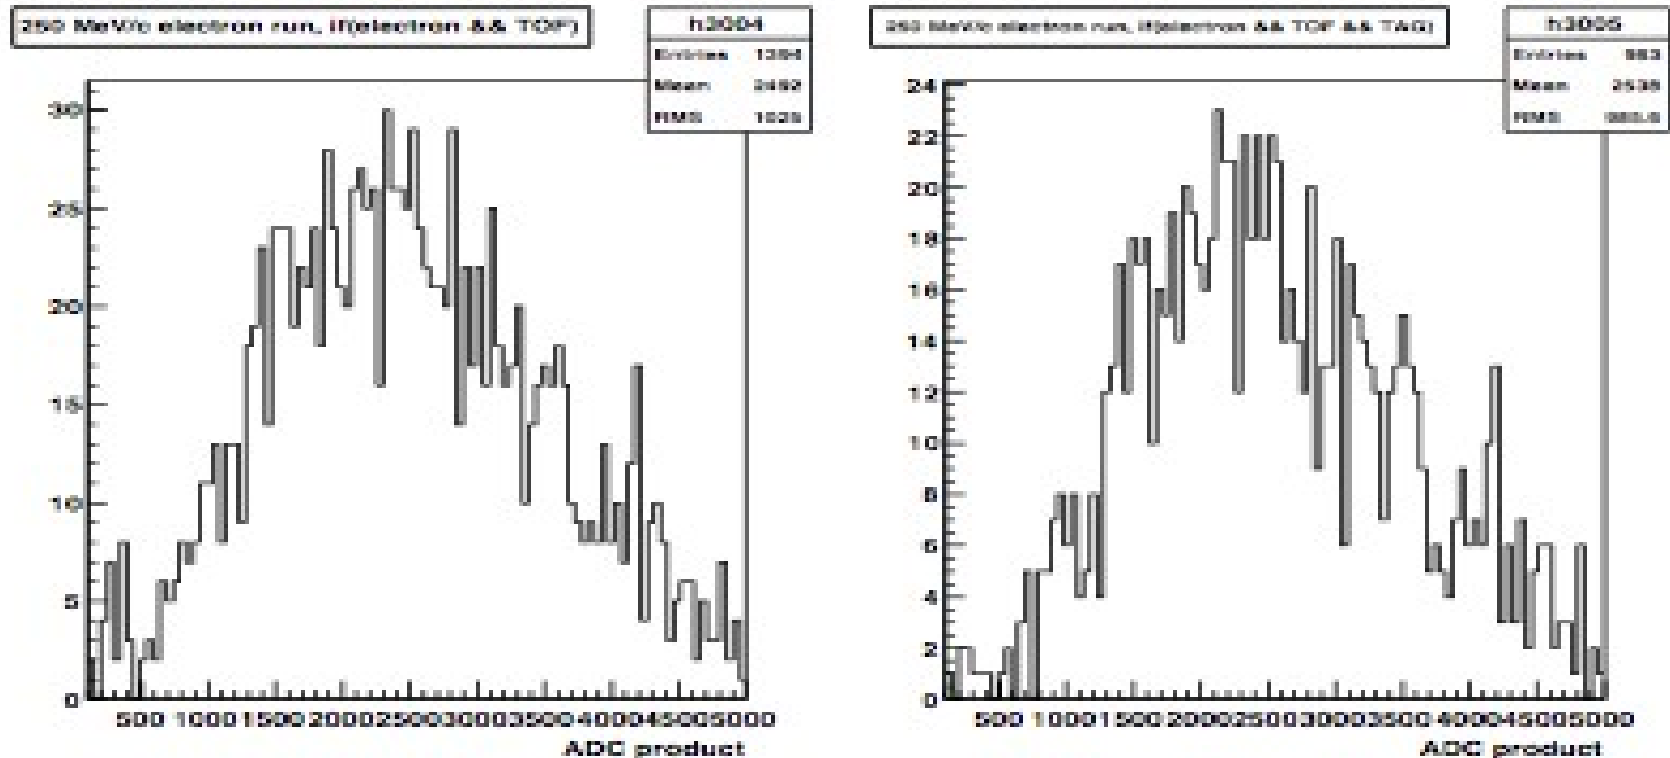 250 MeV/c electron run, if(electron && TOF)
h3004
Entries
Mean 2492
RMS 1025
30
25
20
15
10
5
0
500 1000 1500 2000 2500 3000 3500 4000 4500 5000
ADC product
250 MeV/c electron run, if(electron && TOF && TAG)
h3005
Entries
Mean 2538
RMS
24
22
20
18
16
14
12
10
8
6
4
2
0
500 1000 1500 2000 2500 3000 3500 4000 4500 5000
ADC product